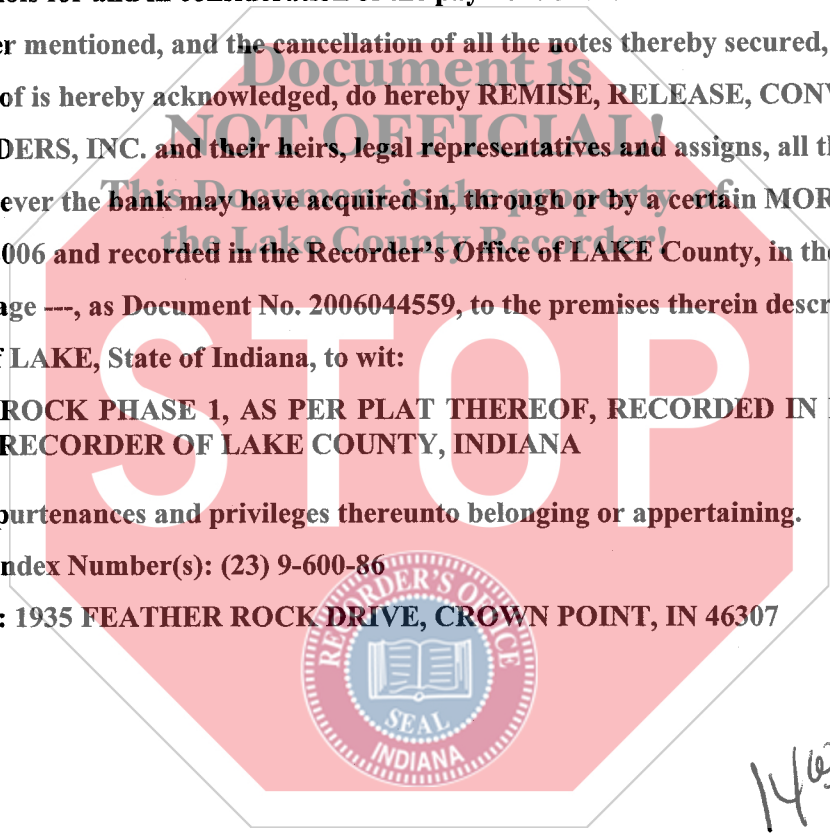 er mentioned, and the cancellation of all the notes thereby secured,
of is hereby acknowledged, do hereby REMISE, RELEASE, CONV
DERS, INC. and their heirs, legal representatives and assigns, all th
ever the bank may have acquired in, through or by a certain MOR
006 and recorded in the Recorder's Office of LAKE County, in the
age ---, as Document No. 2006044559, to the premises therein descr
f LAKE, State of Indiana, to wit:
ROCK PHASE 1, AS PER PLAT THEREOF, RECORDED IN
RECORDER OF LAKE COUNTY, INDIANA
purtenances and privileges thereunto belonging or appertaining.
ndex Number(s): (23) 9-600-86
: 1935 FEATHER ROCK DRIVE, CROWN POINT, IN 46307
Document is
NOT OFFICIAL!
This Document is the property of
the Lake County Recorder!
STOP
RECORDER'S OFFICE
SEAL
INDIANA